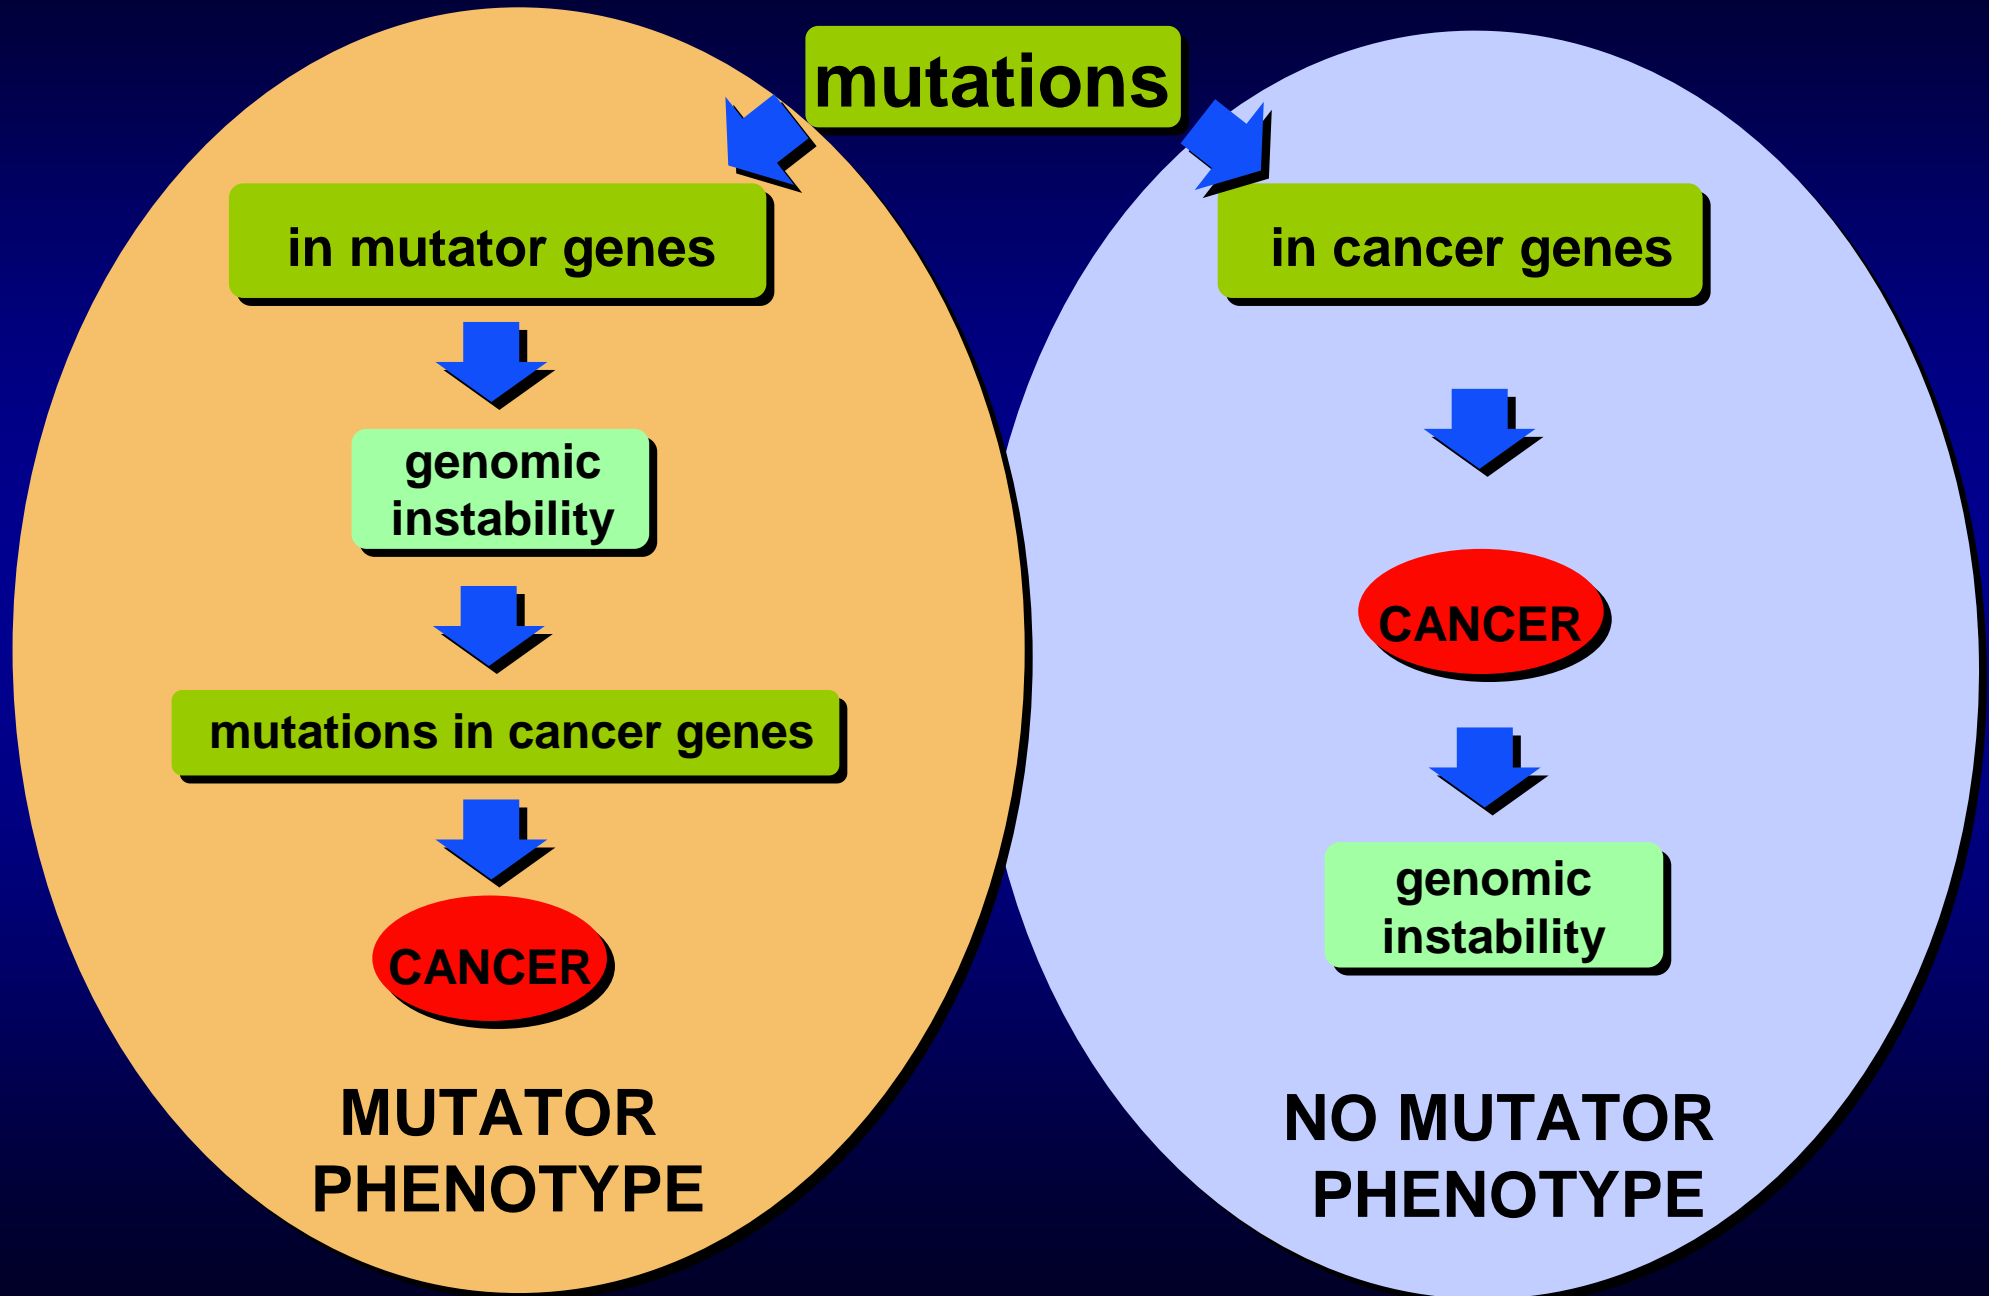 mutations
in mutator genes
genomic
instability
mutations in cancer genes
CANCER
MUTATOR
PHENOTYPE
in cancer genes
CANCER
genomic
instability
NO MUTATOR
PHENOTYPE